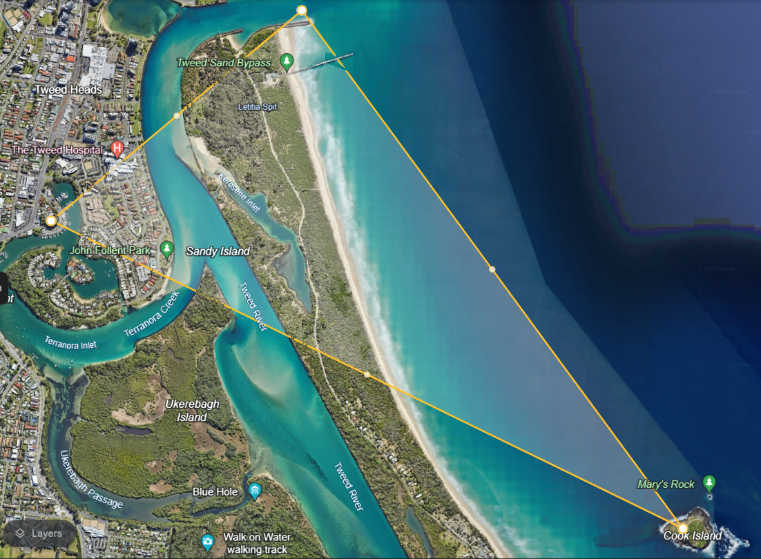 Tweed Sand Bypass
Tweed Heads
Letitia Spit
The Tweed Hospital
Kerosene Inlet
John Follent Park
Sandy Island
Tweed River
Terranora Creek
Terranora Inlet
Ukerebagh
Island
Ukerebagh Passage
Blue Hole
Tweed River
Mary's Rock
Cook Island
Layers
Walk on Water
walking track